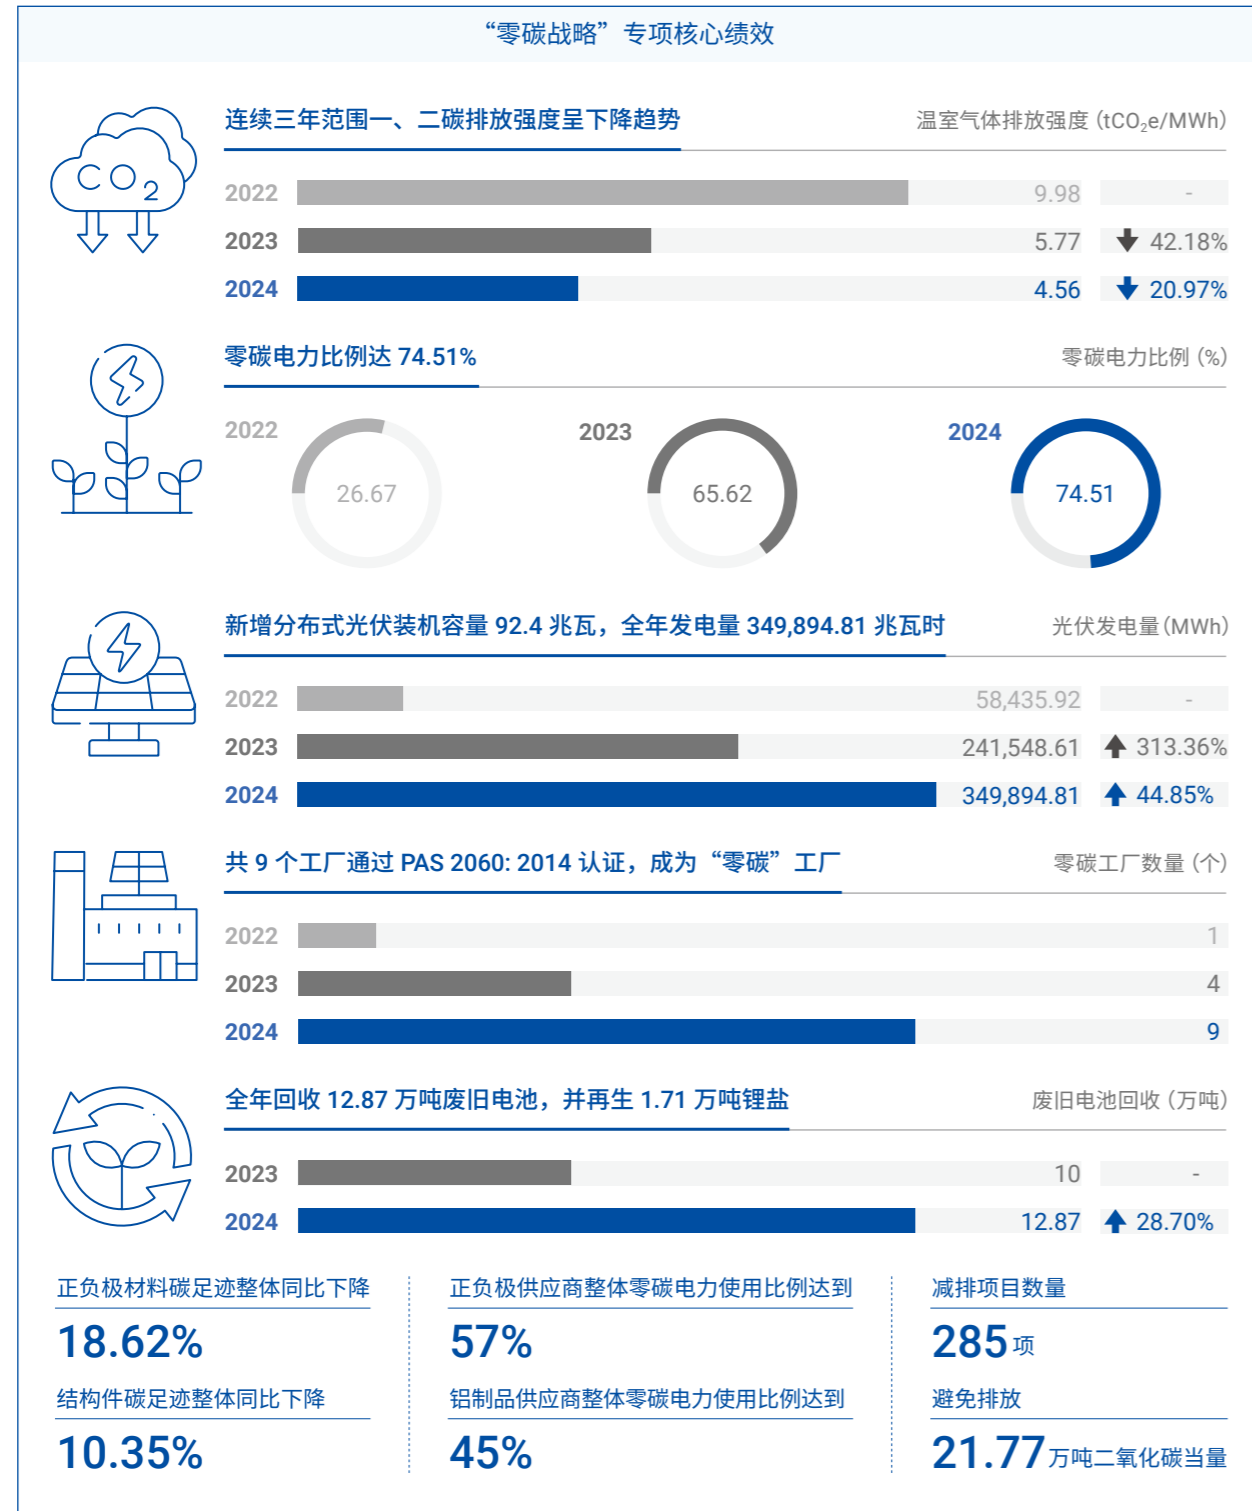 “零碳战略”专项核心绩效
CO2
连续三年范围一、二碳排放强度呈下降趋势
温室气体排放强度 (tCO₂e/MWh)
2022 9.98 -
2023 5.77 42.18%
2024 4.56 20.97%
零碳电力比例达 74.51%
零碳电力比例 (%)
2022 26.67
2023 65.62
2024 74.51
新增分布式光伏装机容量 92.4 兆瓦，全年发电量 349,894.81 兆瓦时
光伏发电量 (MWh)
2022 58,435.92 -
2023 241,548.61 313.36%
2024 349,894.81 44.85%
共 9 个工厂通过 PAS 2060: 2014 认证，成为“零碳”工厂
零碳工厂数量 (个)
2022 1
2023 4
2024 9
全年回收 12.87 万吨废旧电池，并再生 1.71 万吨锂盐
废旧电池回收 (万吨)
2023 10 -
2024 12.87 28.70%
正负极材料碳足迹整体同比下降
18.62%
结构件碳足迹整体同比下降
10.35%
正负极供应商整体零碳电力使用比例达到
57%
铝制品供应商整体零碳电力使用比例达到
45%
减排项目数量
285 项
避免排放
21.77 万吨二氧化碳当量